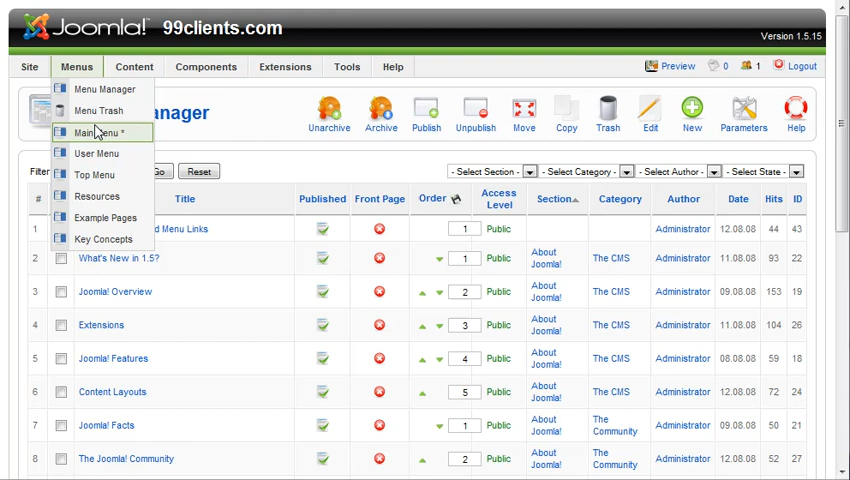 Joomla! 99clients.com
Version 1.5.15
Site Menus Content Components Extensions Tools Help Preview 0 1 Logout
Menu Manager
Menu Trash
Menu *
User Menu
Top Menu
Resources
Example Pages
Key Concepts
Unarchive Archive Publish Unpublish Move Copy Trash Edit New Parameters Help
Filter Go Reset - Select Section - - Select Category - - Select Author - - Select State -
# Title Published Front Page Order Access Level Section Category Author Date Hits ID
1 d Menu Links 1 Public Administrator 12.08.08 44 43
2 What's New in 1.5? 1 Public About Joomla! The CMS Administrator 11.08.08 93 22
3 Joomla! Overview 2 Public About Joomla! The CMS Administrator 09.08.08 153 19
4 Extensions 3 Public About Joomla! The CMS Administrator 11.08.08 104 26
5 Joomla! Features 4 Public About Joomla! The CMS Administrator 08.08.08 59 18
6 Content Layouts 5 Public About Joomla! The CMS Administrator 12.08.08 72 24
7 Joomla! Facts 1 Public About Joomla! The Community Administrator 09.08.08 50 21
8 The Joomla! Community 2 Public About Joomla! The Community Administrator 12.08.08 52 27